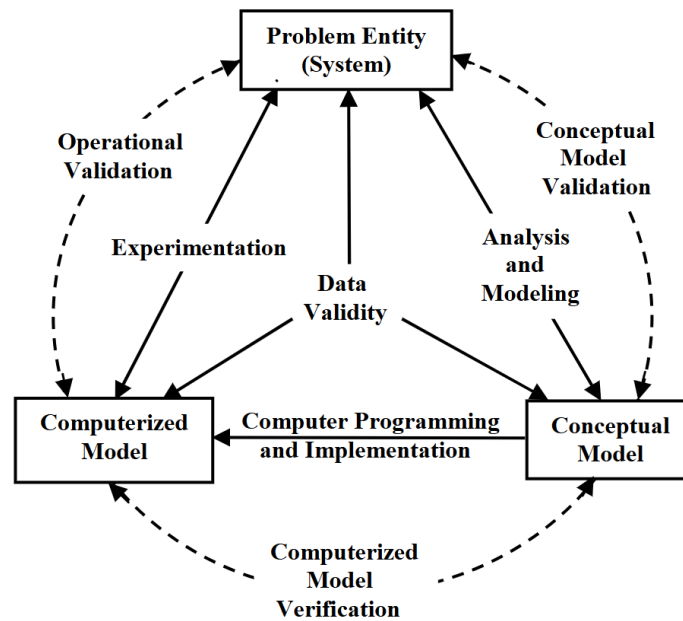 Problem Entity
(System)
Operational
Validation
Conceptual
Model
Validation
Experimentation
Analysis
and
Modeling
Data
Validity
Computerized
Model
Computer Programming
and Implementation
Conceptual
Model
Computerized
Model
Verification